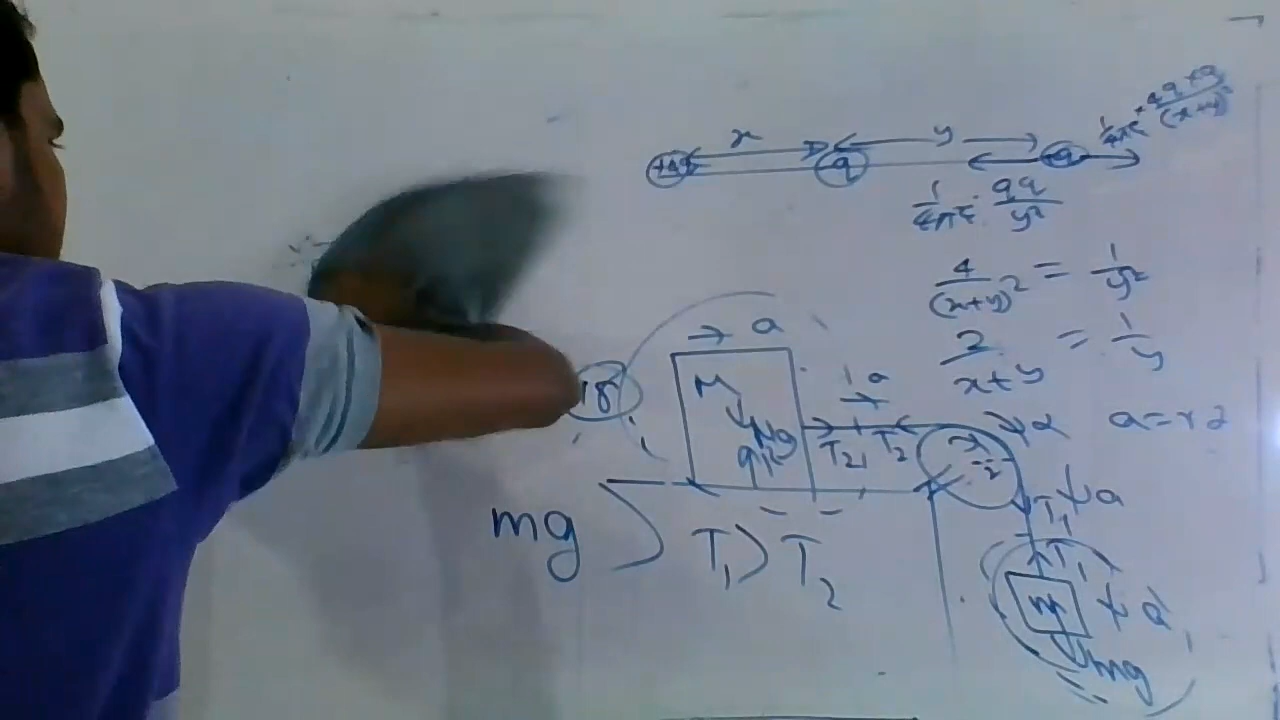 x
y
q
1/4πε · 4q×q/(x+y)²
1/4πε · qq/y²
4/(x+y)² = 1/y²
2/x+y = 1/y
→ a
18
M
Mg
a
T₂ T₂
α
a = rα
a
T₁
T₁
mg > T₁ > T₂
m
a
mg